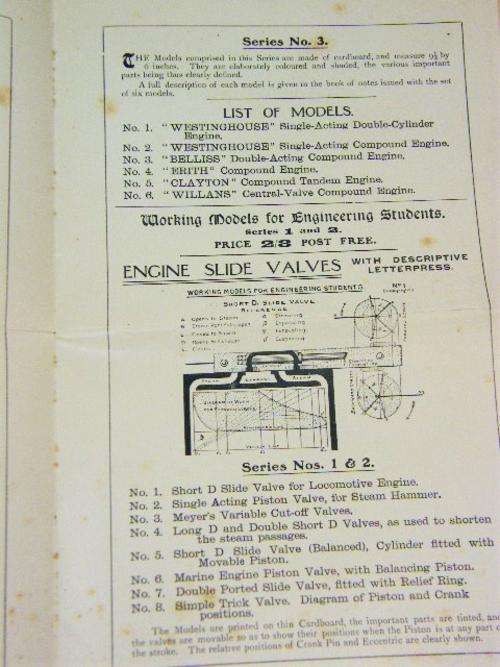 Series No. 3.
THE Models comprised in this Series are made of cardboard, and measure 9½ by
6 inches. They are elaborately coloured and shaded, the various important
parts being thus clearly defined.
A full description of each model is given in the book of notes issued with the set
of six models.
LIST OF MODELS.
No. 1. "WESTINGHOUSE" Single-Acting Double-Cylinder
Engine.
No. 2. "WESTINGHOUSE" Single-Acting Compound Engine.
No. 3. "BELLISS" Double-Acting Compound Engine.
No. 4. "ERITH" Compound Engine.
No. 5. "CLAYTON" Compound Tandem Engine.
No. 6. "WILLANS" Central-Valve Compound Engine.
Working Models for Engineering Students.
Series 1 and 2.
PRICE 2/8 POST FREE.
ENGINE SLIDE VALVES WITH DESCRIPTIVE
LETTERPRESS.
WORKING MODELS FOR ENGINEERING STUDENTS
Nº 1
SHORT D. SLIDE VALVE
REFERENCE
Series Nos. 1 & 2.
No. 1. Short D Slide Valve for Locomotive Engine.
No. 2. Single Acting Piston Valve, for Steam Hammer.
No. 3. Meyer's Variable Cut-off Valves.
No. 4. Long D and Double Short D Valves, as used to shorten
the steam passages.
No. 5. Short D Slide Valve (Balanced), Cylinder fitted with
Movable Piston.
No. 6. Marine Engine Piston Valve, with Balancing Piston.
No. 7. Double Ported Slide Valve, fitted with Relief Ring.
No. 8. Simple Trick Valve. Diagram of Piston and Crank
positions.
The Models are printed on thin Cardboard, the important parts are tinted, and
the valves are movable so as to show their positions when the Piston is at any part of
the stroke. The relative positions of Crank Pin and Eccentric are clearly shown.